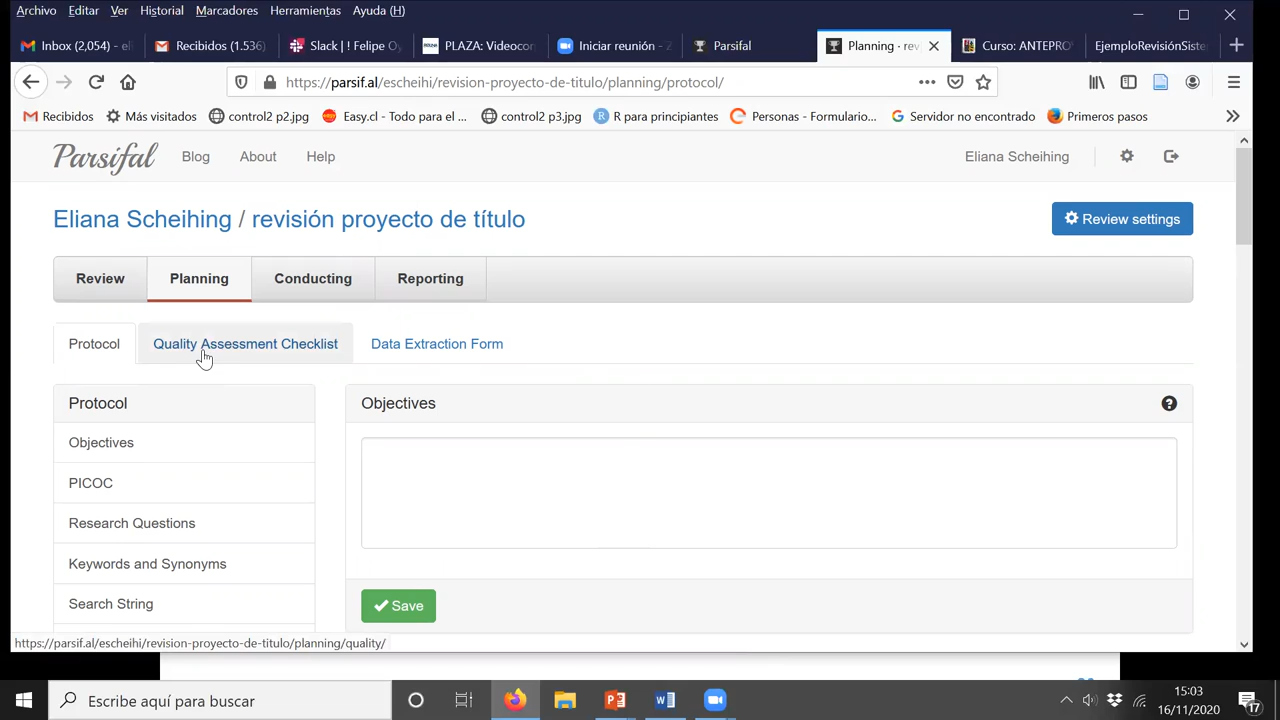 Archivo Editar Ver Historial Marcadores Herramientas Ayuda (H)
Inbox (2,054) - e Recibidos (1.536) Slack | ! Felipe Oy PLAZA: Videocor Iniciar reunión - Z Parsifal Planning · rev Curso: ANTEPRO EjemploRevisiónSiste
https://parsif.al/escheihi/revision-proyecto-de-titulo/planning/protocol/
Recibidos Más visitados control2 p2.jpg Easy.cl - Todo para el ... control2 p3.jpg R para principiantes Personas - Formulario... Servidor no encontrado Primeros pasos
Parsifal Blog About Help Eliana Scheihing
Eliana Scheihing / revisión proyecto de título Review settings
Review Planning Conducting Reporting
Protocol Quality Assessment Checklist Data Extraction Form
Protocol Objectives
Objectives
PICOC
Research Questions
Keywords and Synonyms
Search String Save
https://parsif.al/escheihi/revision-proyecto-de-titulo/planning/quality/
Escribe aquí para buscar 15:03
16/11/2020 17